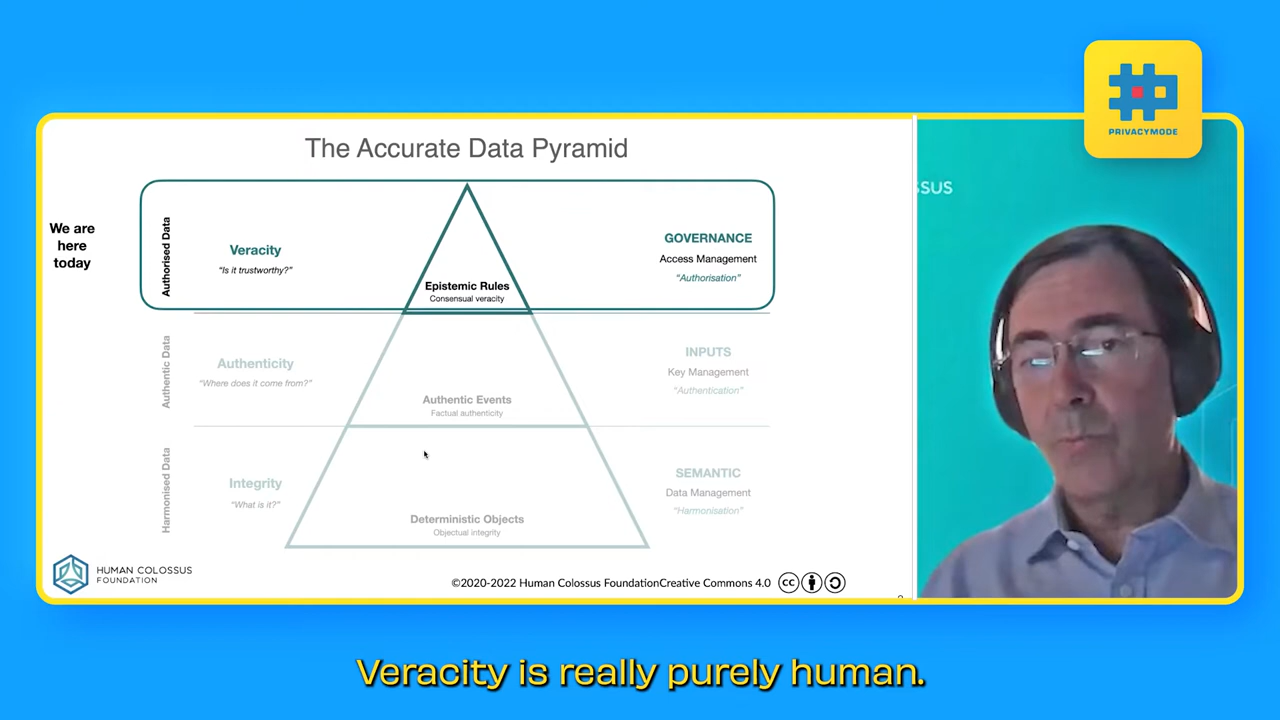 PRIVACYMODE
SSUS
The Accurate Data Pyramid
We are
here
today
Authorised Data
Veracity
“Is it trustworthy?”
Epistemic Rules
Consensual veracity
GOVERNANCE
Access Management
“Authorisation”
Authentic Data
Authenticity
“Where does it come from?”
Authentic Events
Factual authenticity
INPUTS
Key Management
“Authentication”
Harmonised Data
Integrity
“What is it?”
Deterministic Objects
Objectual integrity
SEMANTIC
Data Management
“Harmonisation”
HUMAN COLOSSUS
FOUNDATION
©2020-2022 Human Colossus FoundationCreative Commons 4.0
cc
Veracity is really purely human.